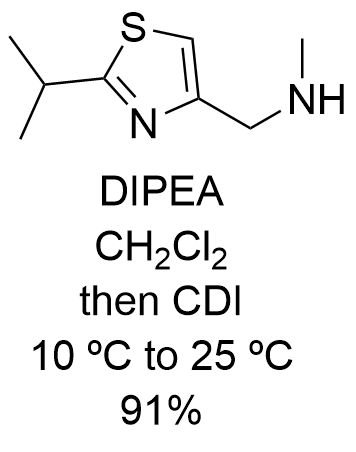 S
N
NH
DIPEA
CH₂Cl₂
then CDI
10 ºC to 25 ºC
91%